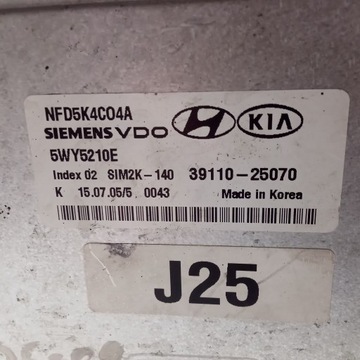 NFD5K4C04A
SIEMENS VDO KIA
5WY5210E
Index 02 SIM2K-140 39110-25070
K 15.07.05/5 0043 Made in Korea
J25